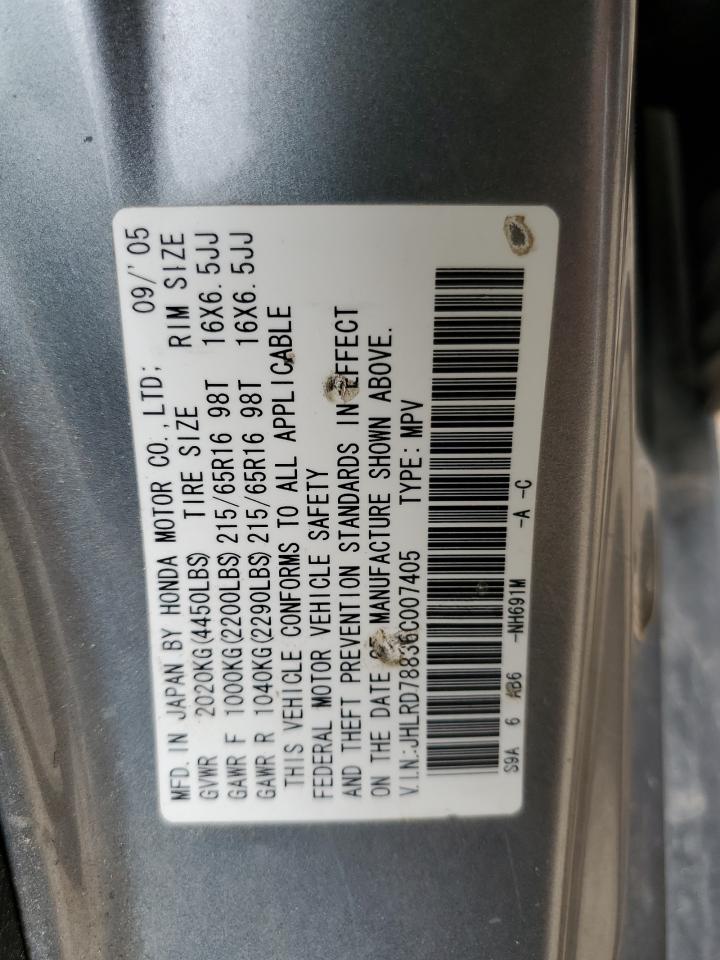 MFD. IN JAPAN BY HONDA MOTOR CO., LTD; 09/'05
GVWR 2020KG(4450LBS) TIRE SIZE RIM SIZE
GAWR F 1000KG(2200LBS) 215/65R16 98T 16X6. 5JJ
GAWR R 1040KG(2290LBS) 215/65R16 98T 16X6. 5JJ
THIS VEHICLE CONFORMS TO ALL APPLICABLE
FEDERAL MOTOR VEHICLE SAFETY
AND THEFT PREVENTION STANDARDS IN EFFECT
ON THE DATE OF MANUFACTURE SHOWN ABOVE.
V.I.N.:JHLRD78836C007405 TYPE: MPV
S9A 6 AB6 -NH691M -A -C